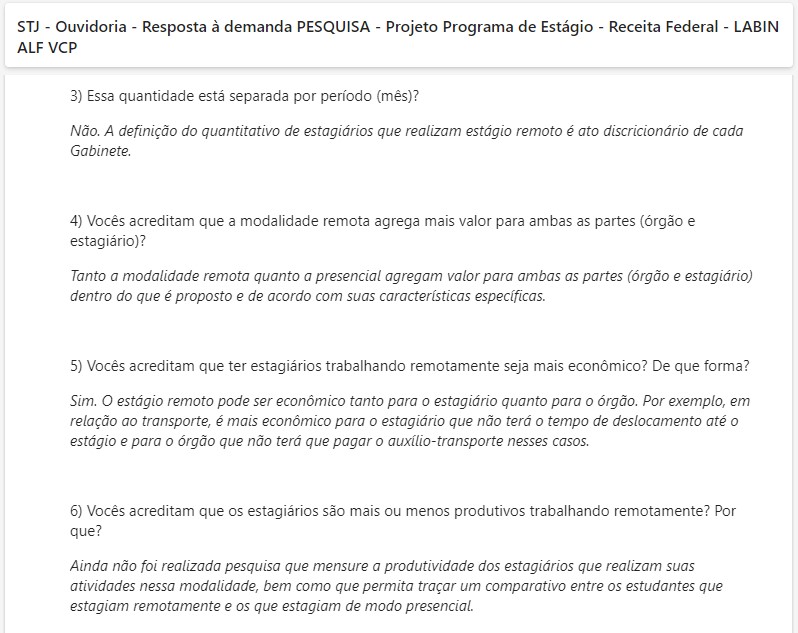 STJ - Ouvidoria - Resposta à demanda PESQUISA - Projeto Programa de Estágio - Receita Federal - LABIN
ALF VCP
3) Essa quantidade está separada por período (mês)?
Não. A definição do quantitativo de estagiários que realizam estágio remoto é ato discricionário de cada
Gabinete.
4) Vocês acreditam que a modalidade remota agrega mais valor para ambas as partes (órgão e
estagiário)?
Tanto a modalidade remota quanto a presencial agregam valor para ambas as partes (órgão e estagiário)
dentro do que é proposto e de acordo com suas características específicas.
5) Vocês acreditam que ter estagiários trabalhando remotamente seja mais econômico? De que forma?
Sim. O estágio remoto pode ser econômico tanto para o estagiário quanto para o órgão. Por exemplo, em
relação ao transporte, é mais econômico para o estagiário que não terá o tempo de deslocamento até o
estágio e para o órgão que não terá que pagar o auxílio-transporte nesses casos.
6) Vocês acreditam que os estagiários são mais ou menos produtivos trabalhando remotamente? Por
que?
Ainda não foi realizada pesquisa que mensure a produtividade dos estagiários que realizam suas
atividades nessa modalidade, bem como que permita traçar um comparativo entre os estudantes que
estagiam remotamente e os que estagiam de modo presencial.